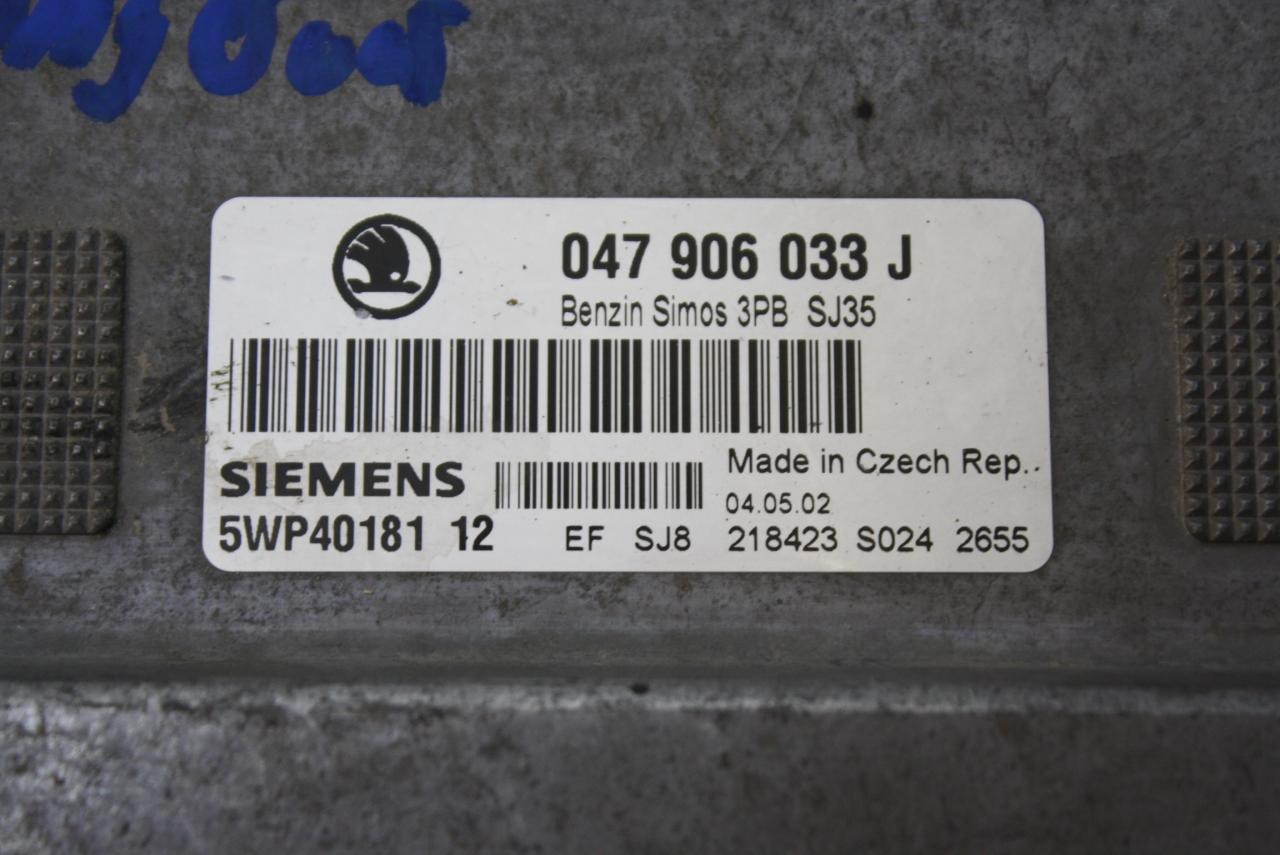 047 906 033 J
Benzin Simos 3PB SJ35
SIEMENS
Made in Czech Rep..
04.05.02
5WP40181 12 EF SJ8 218423 S024 2655